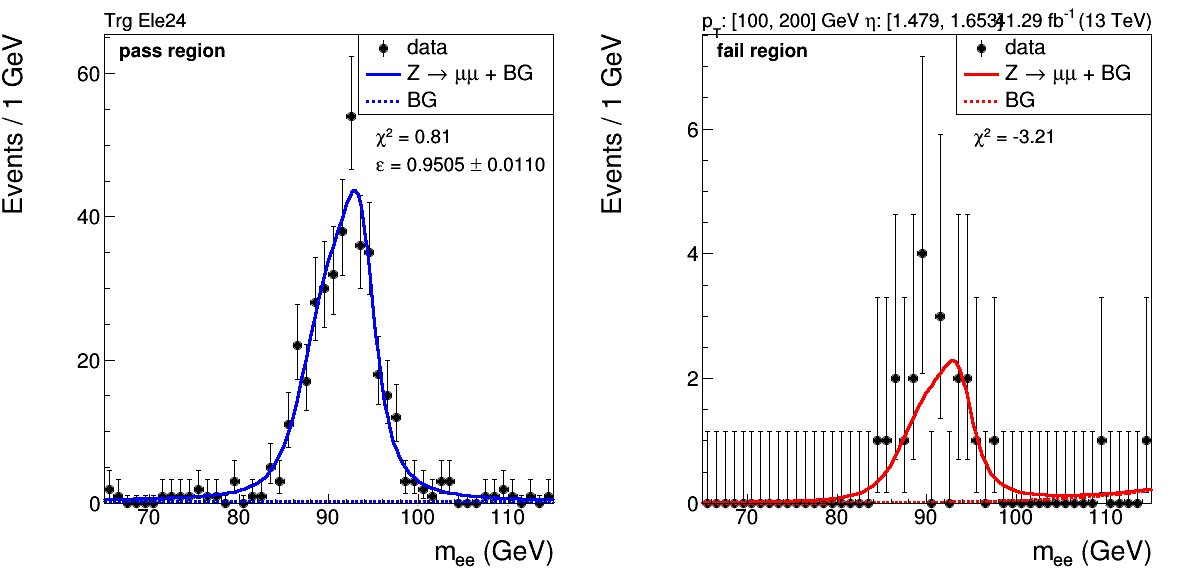 Trg Ele24
pass region
data
Z → μμ + BG
BG
χ² = 0.81
ε = 0.9505 ± 0.0110
Events / 1 GeV
60
40
20
0
70 80 90 100 110
m_ee (GeV)
p_T: [100, 200] GeV η: [1.479, 1.653]
41.29 fb⁻¹ (13 TeV)
fail region
data
Z → μμ + BG
BG
χ² = -3.21
Events / 1 GeV
6
4
2
0
70 80 90 100 110
m_ee (GeV)